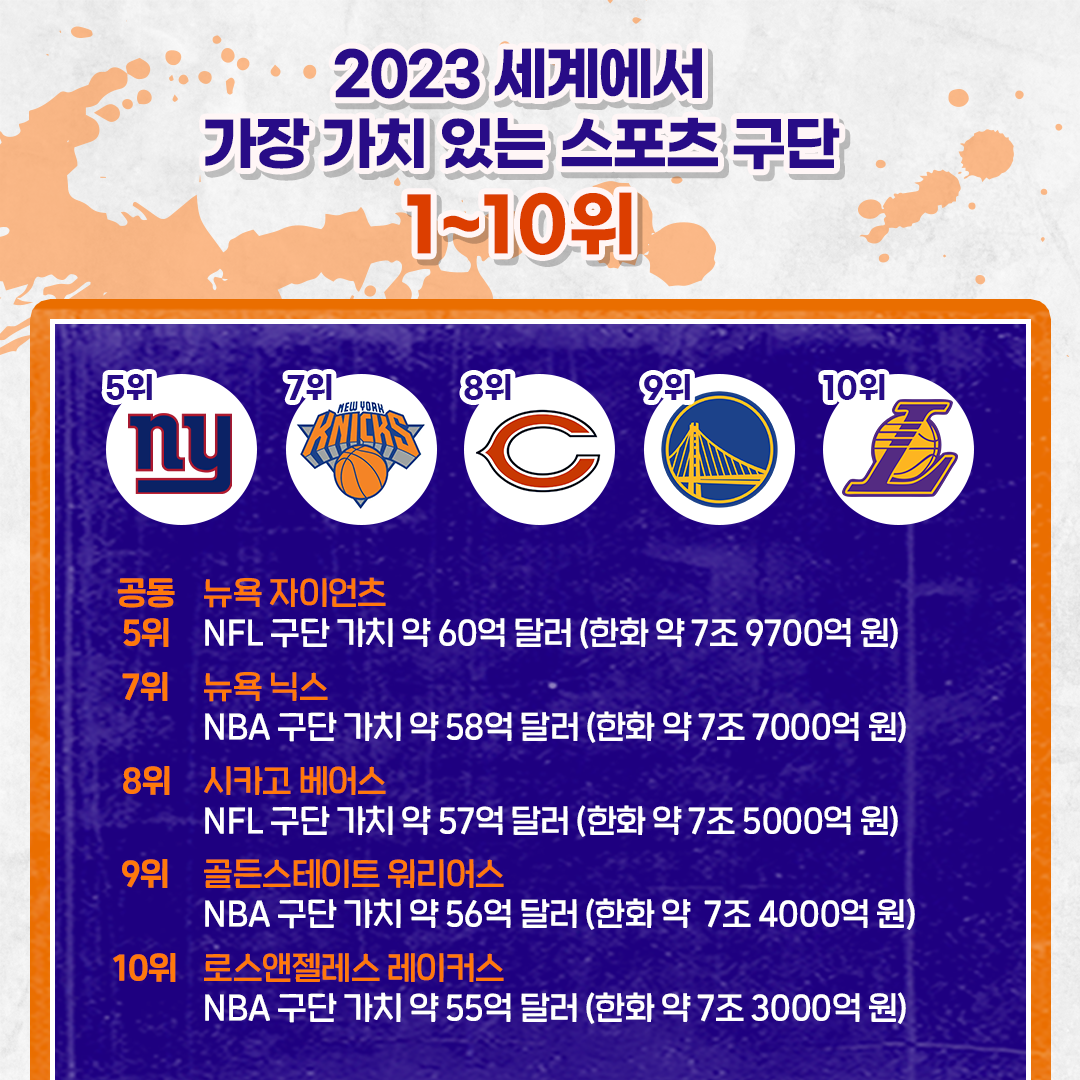 2023 세계에서
가장 가치 있는 스포츠 구단
1~10위
5위 7위 8위 9위 10위
ny
NEW YORK
KNICKS
C
L
공동 뉴욕 자이언츠
5위 NFL 구단 가치 약 60억 달러 (한화 약 7조 9700억 원)
7위 뉴욕 닉스
NBA 구단 가치 약 58억 달러 (한화 약 7조 7000억 원)
8위 시카고 베어스
NFL 구단 가치 약 57억 달러 (한화 약 7조 5000억 원)
9위 골든스테이트 워리어스
NBA 구단 가치 약 56억 달러 (한화 약 7조 4000억 원)
10위 로스앤젤레스 레이커스
NBA 구단 가치 약 55억 달러 (한화 약 7조 3000억 원)